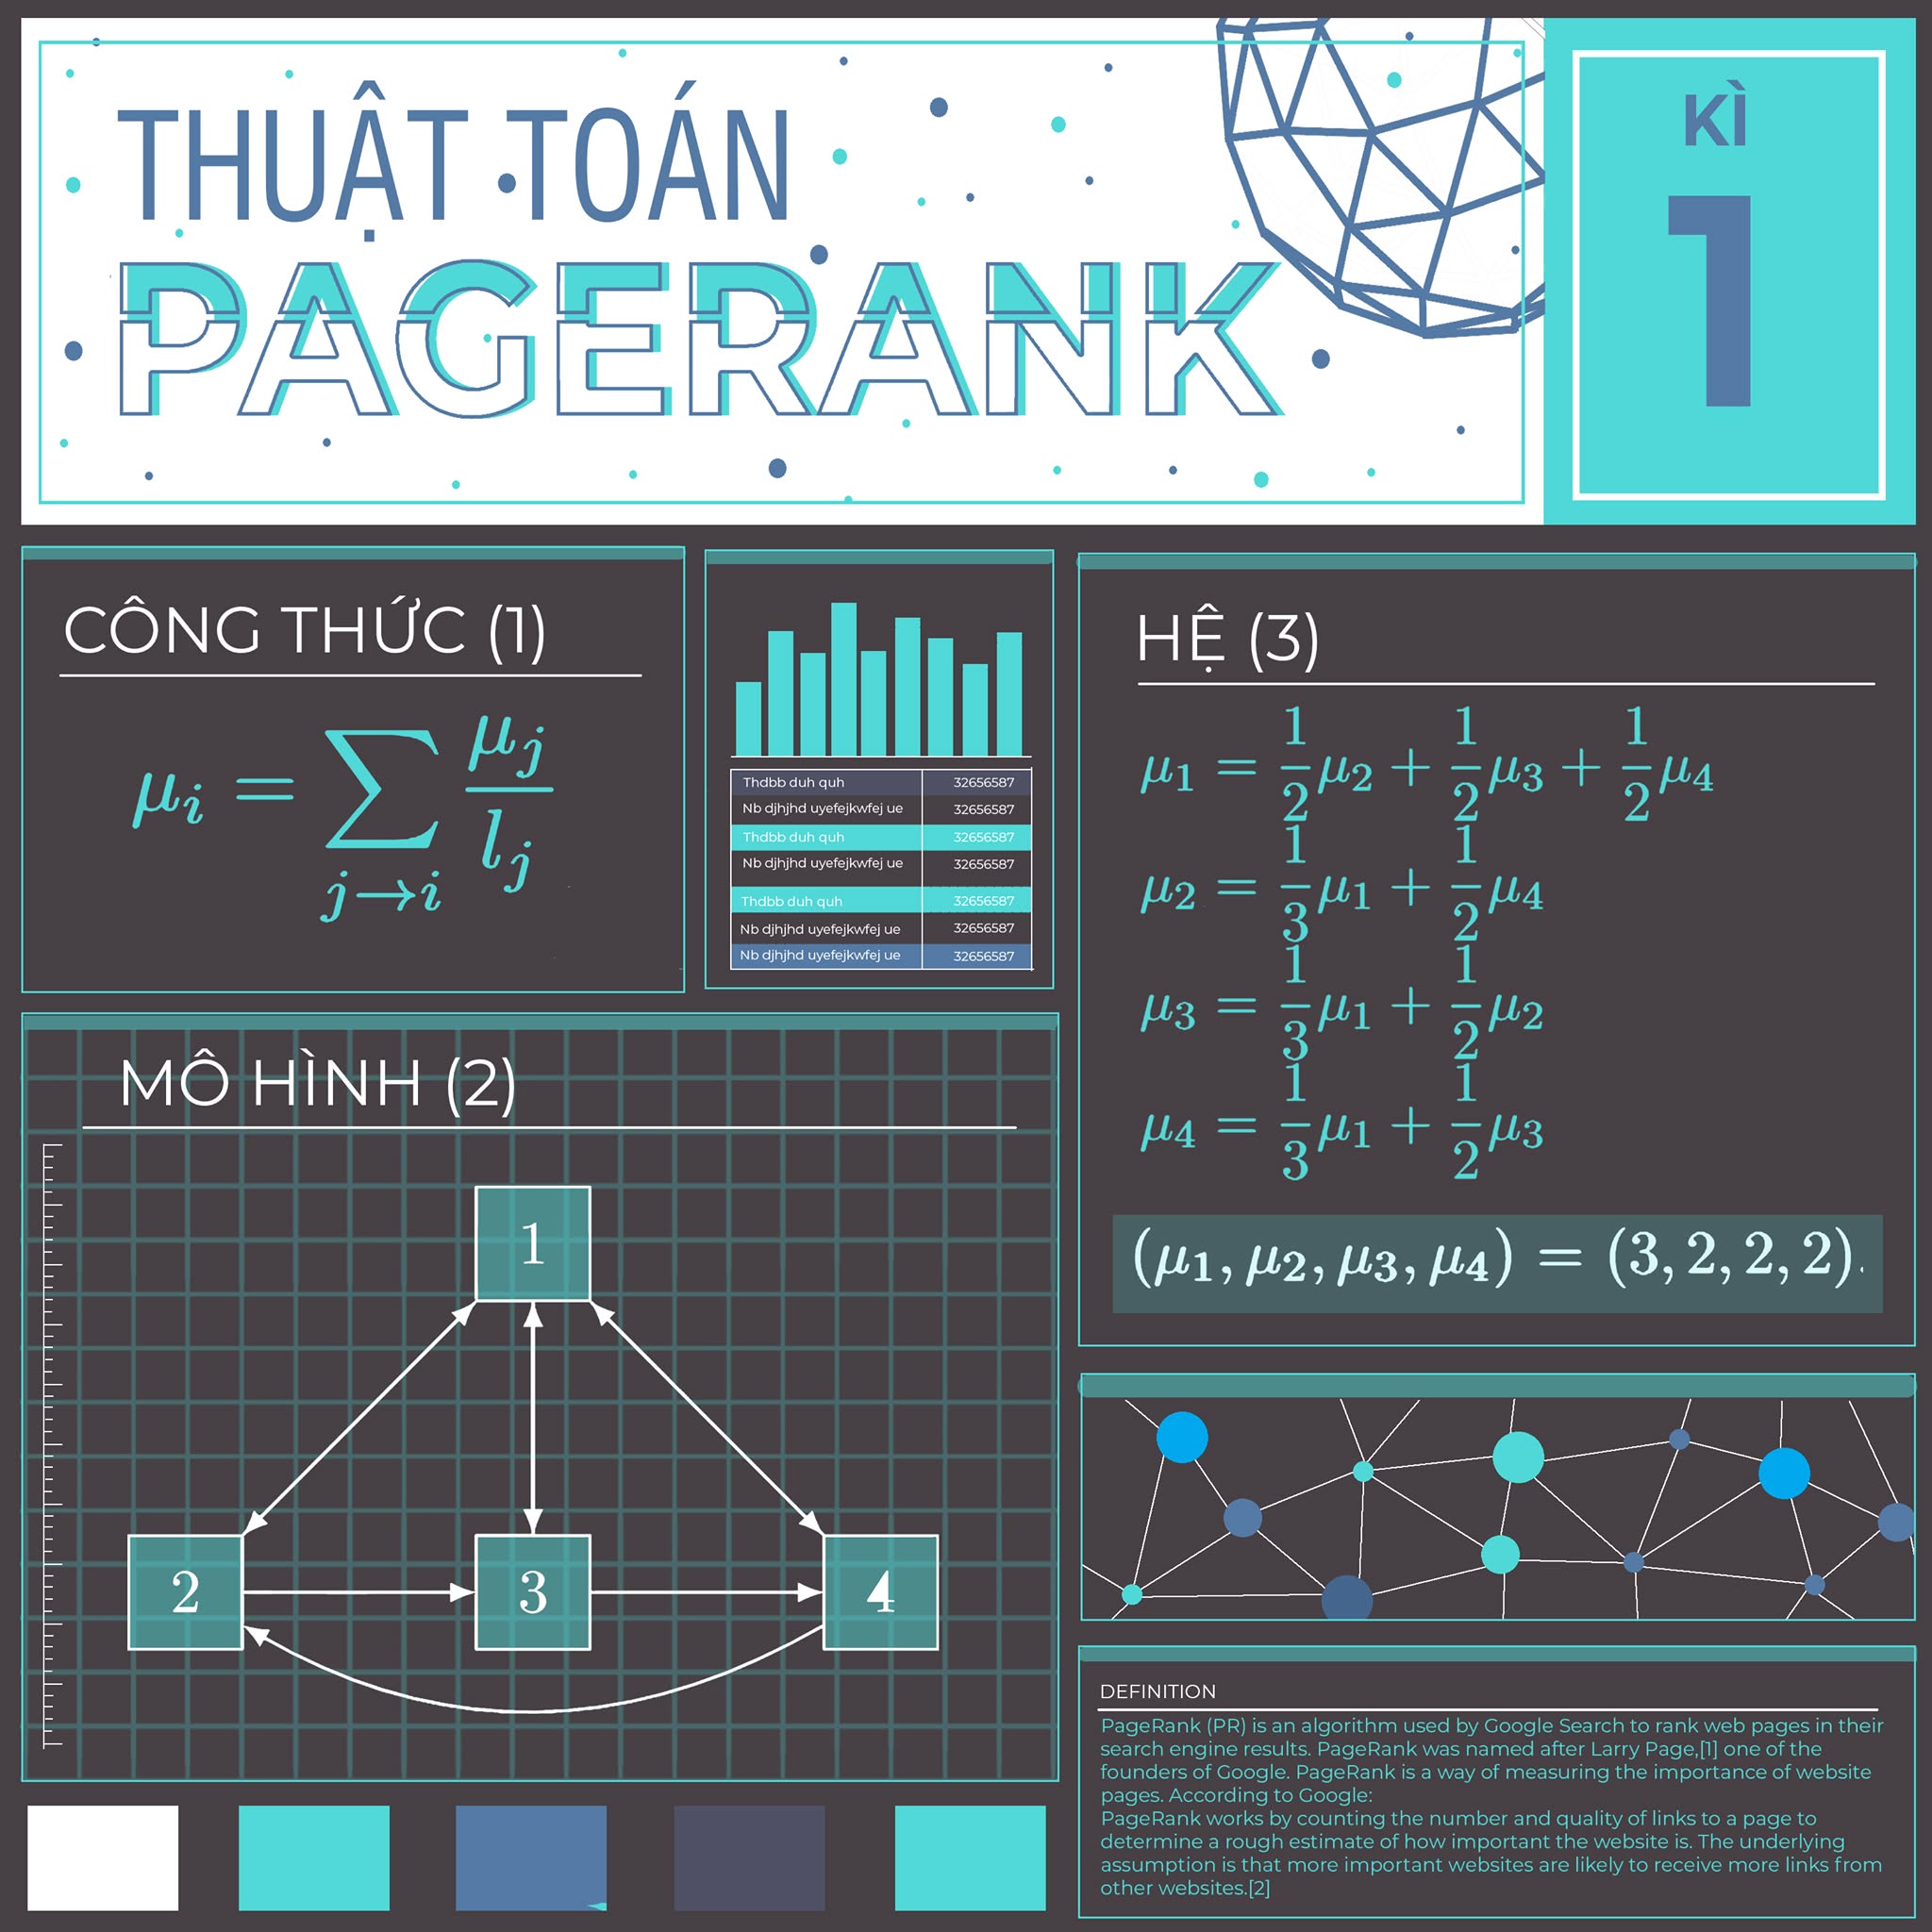 THUẬT TOÁN
PAGERANK
KÌ
1
CÔNG THỨC (1)
μᵢ = ∑ μⱼ / lⱼ
j→i
Thdbb duh quh 32656587
Nb djhjhd uyefejkwfej ue 32656587
Thdbb duh quh 32656587
Nb djhjhd uyefejkwfej ue 32656587
Thdbb duh quh 32656587
Nb djhjhd uyefejkwfej ue 32656587
Nb djhjhd uyefejkwfej ue 32656587
HỆ (3)
μ₁ = 1/2 μ₂ + 1/2 μ₃ + 1/2 μ₄
μ₂ = 1/3 μ₁ + 1/2 μ₄
μ₃ = 1/3 μ₁ + 1/2 μ₂
μ₄ = 1/3 μ₁ + 1/2 μ₃
(μ₁, μ₂, μ₃, μ₄) = (3, 2, 2, 2).
MÔ HÌNH (2)
1
2 3 4
DEFINITION
PageRank (PR) is an algorithm used by Google Search to rank web pages in their
search engine results. PageRank was named after Larry Page,[1] one of the
founders of Google. PageRank is a way of measuring the importance of website
pages. According to Google:
PageRank works by counting the number and quality of links to a page to
determine a rough estimate of how important the website is. The underlying
assumption is that more important websites are likely to receive more links from
other websites.[2]